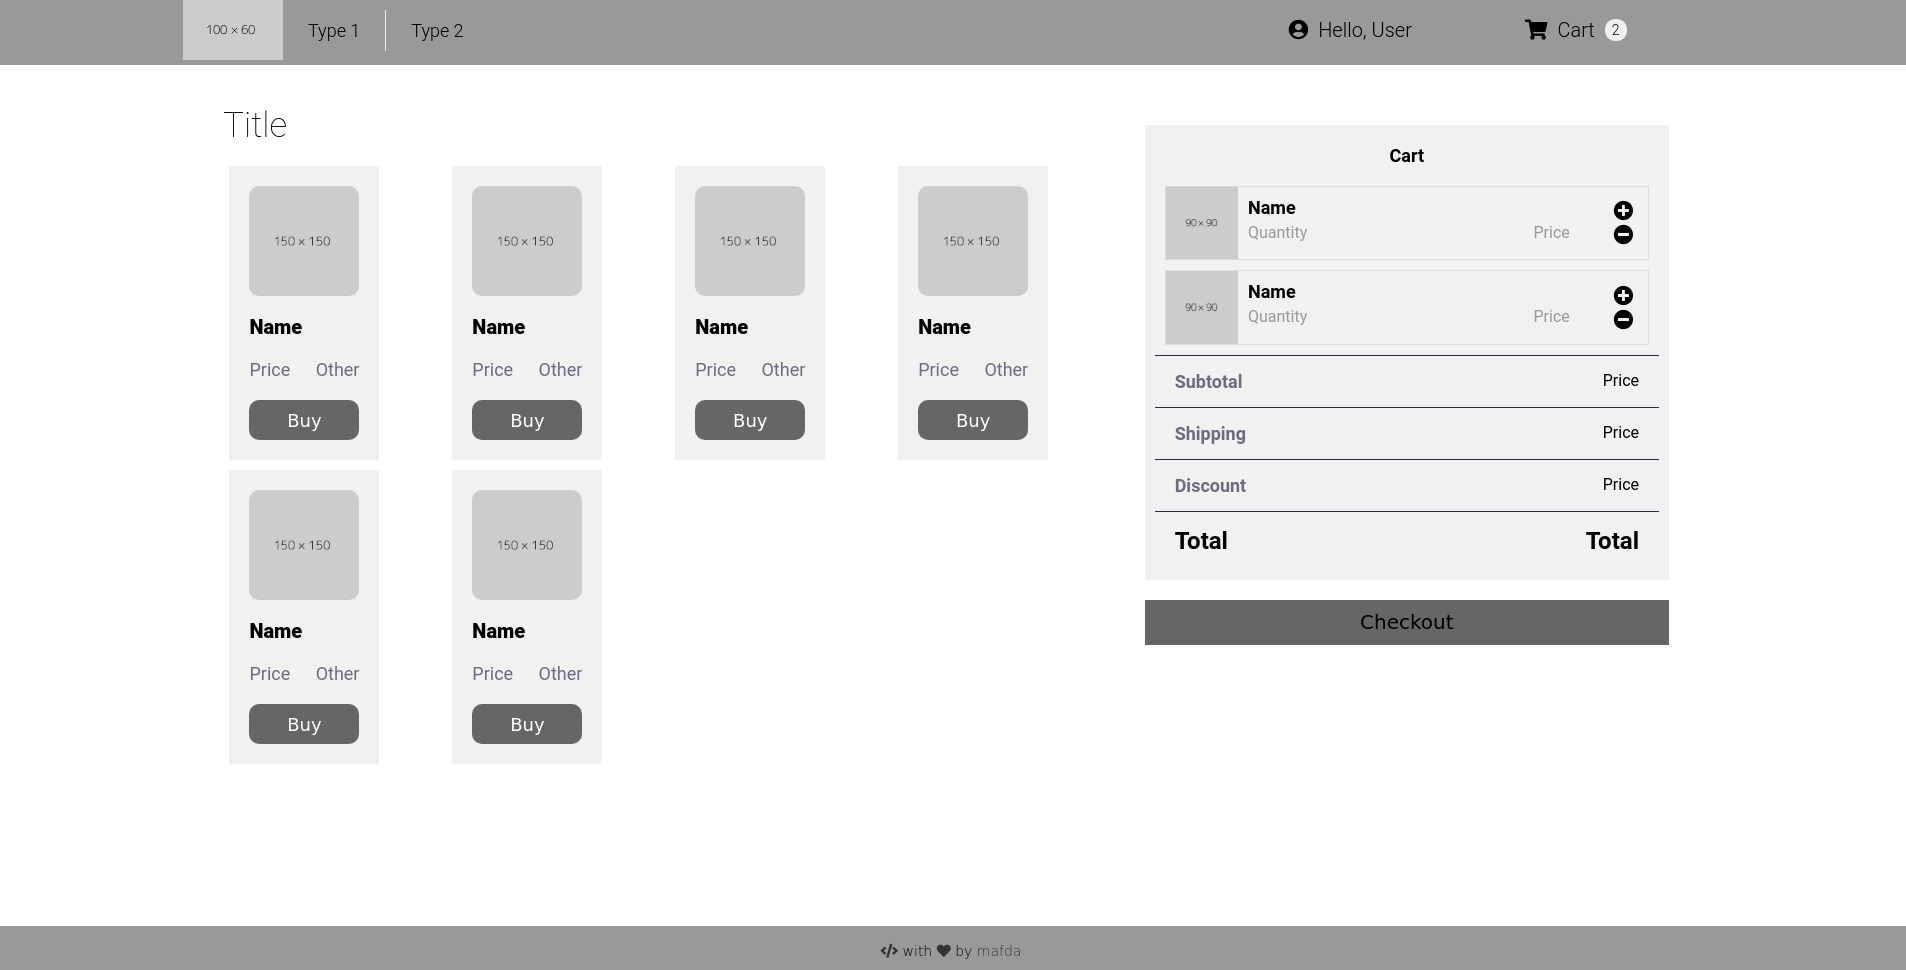 100 × 60
Type 1
Type 2
Hello, User
Cart 2
Title
150 × 150
150 × 150
150 × 150
150 × 150
Name
Name
Name
Name
Price Other
Price Other
Price Other
Price Other
Buy
Buy
Buy
Buy
150 × 150
150 × 150
Name
Name
Price Other
Price Other
Buy
Buy
Cart
90 × 90
Name
Quantity
Price
90 × 90
Name
Quantity
Price
Subtotal Price
Shipping Price
Discount Price
Total Total
Checkout
with by mafda